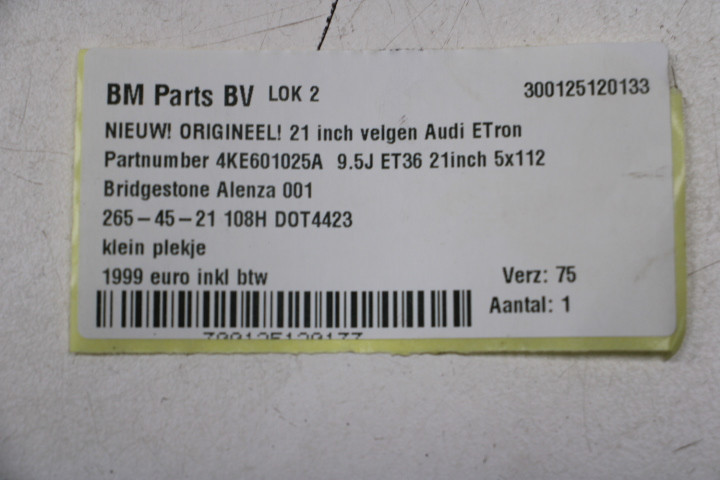 BM Parts BV LOK 2 300125120133
NIEUW! ORIGINEEL! 21 inch velgen Audi ETron
Partnumber 4KE601025A 9.5J ET36 21inch 5x112
Bridgestone Alenza 001
265-45-21 108H DOT4423
klein plekje
1999 euro inkl btw Verz: 75
Aantal: 1
300125120133